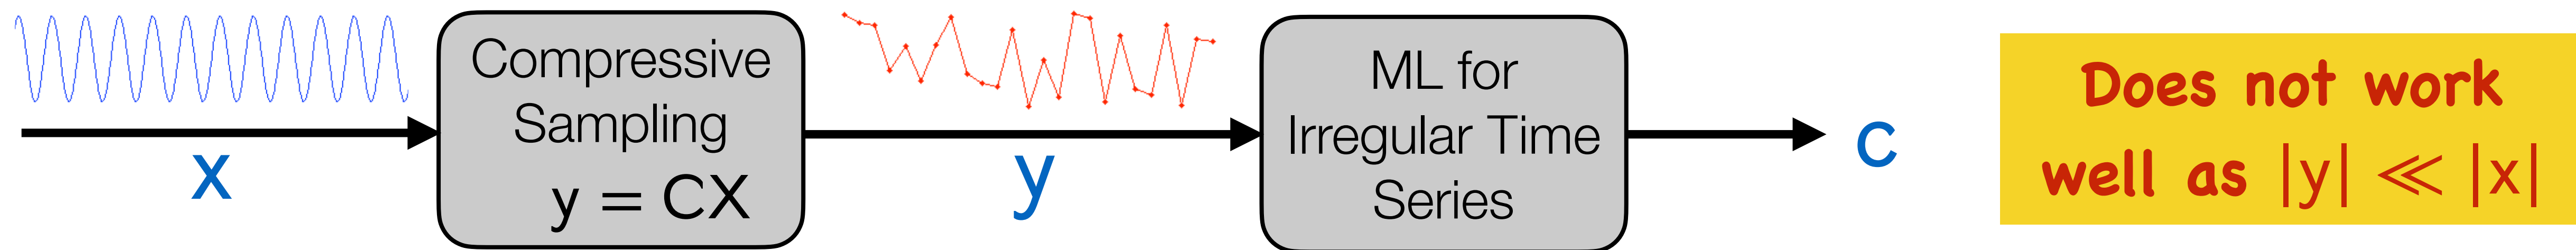 x
Compressive
Sampling
y = CX
y
ML for
Irregular Time
Series
c
Does not work
well as |y| ≪ |x|